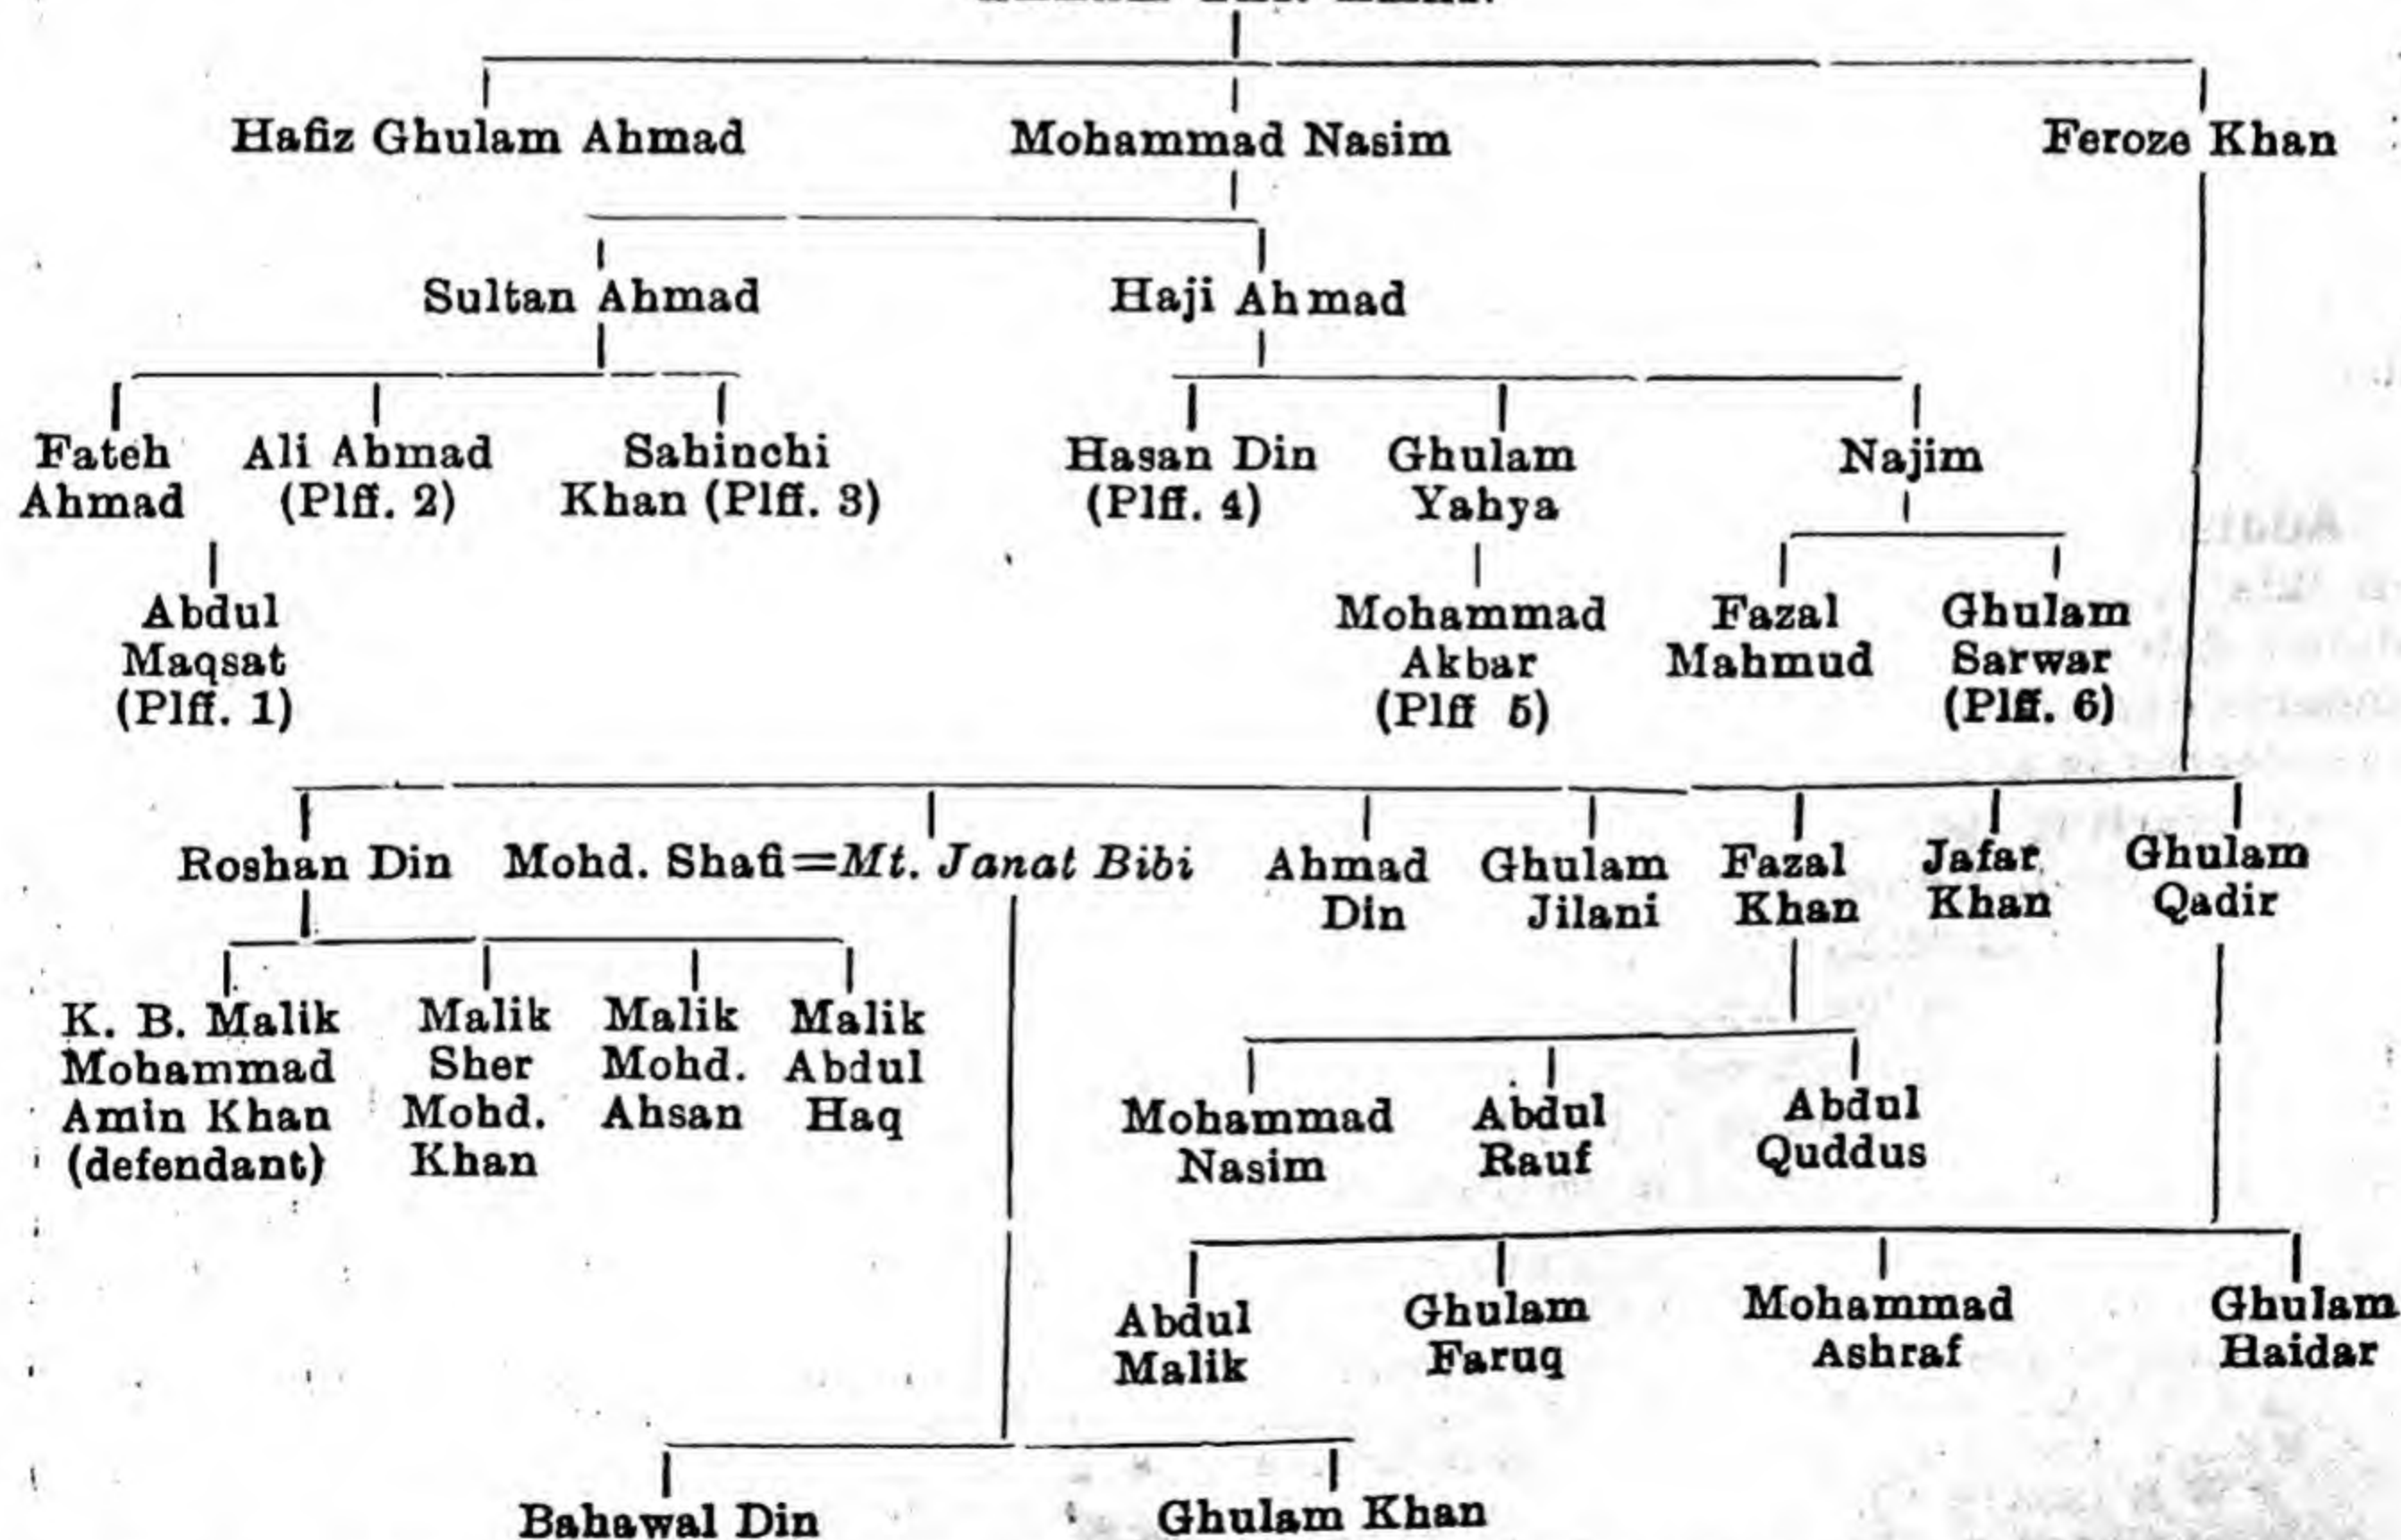 Hafiz Ghulam Ahmad Mohammad Nasim Feroze Khan
Sultan Ahmad Haji Ahmad
Fateh Ali Ahmad Sahinchi Hasan Din Ghulam Najim
Ahmad (Plff. 2) Khan (Plff. 3) (Plff. 4) Yahya
Abdul Mohammad Fazal Ghulam
Maqsat Akbar Mahmud Sarwar
(Plff. 1) (Plff 5) (Plff. 6)
Roshan Din Mohd. Shafi=Mt. Janat Bibi Ahmad Ghulam Fazal Jafar Ghulam
Din Jilani Khan Khan Qadir
K. B. Malik Malik Malik Malik
Mohammad Sher Mohd. Abdul
Amin Khan Mohd. Ahsan Haq
(defendant) Khan
Mohammad Abdul Abdul
Nasim Rauf Quddus
Abdul Ghulam Mohammad Ghulam
Malik Faruq Ashraf Haidar
Bahawal Din Ghulam Khan